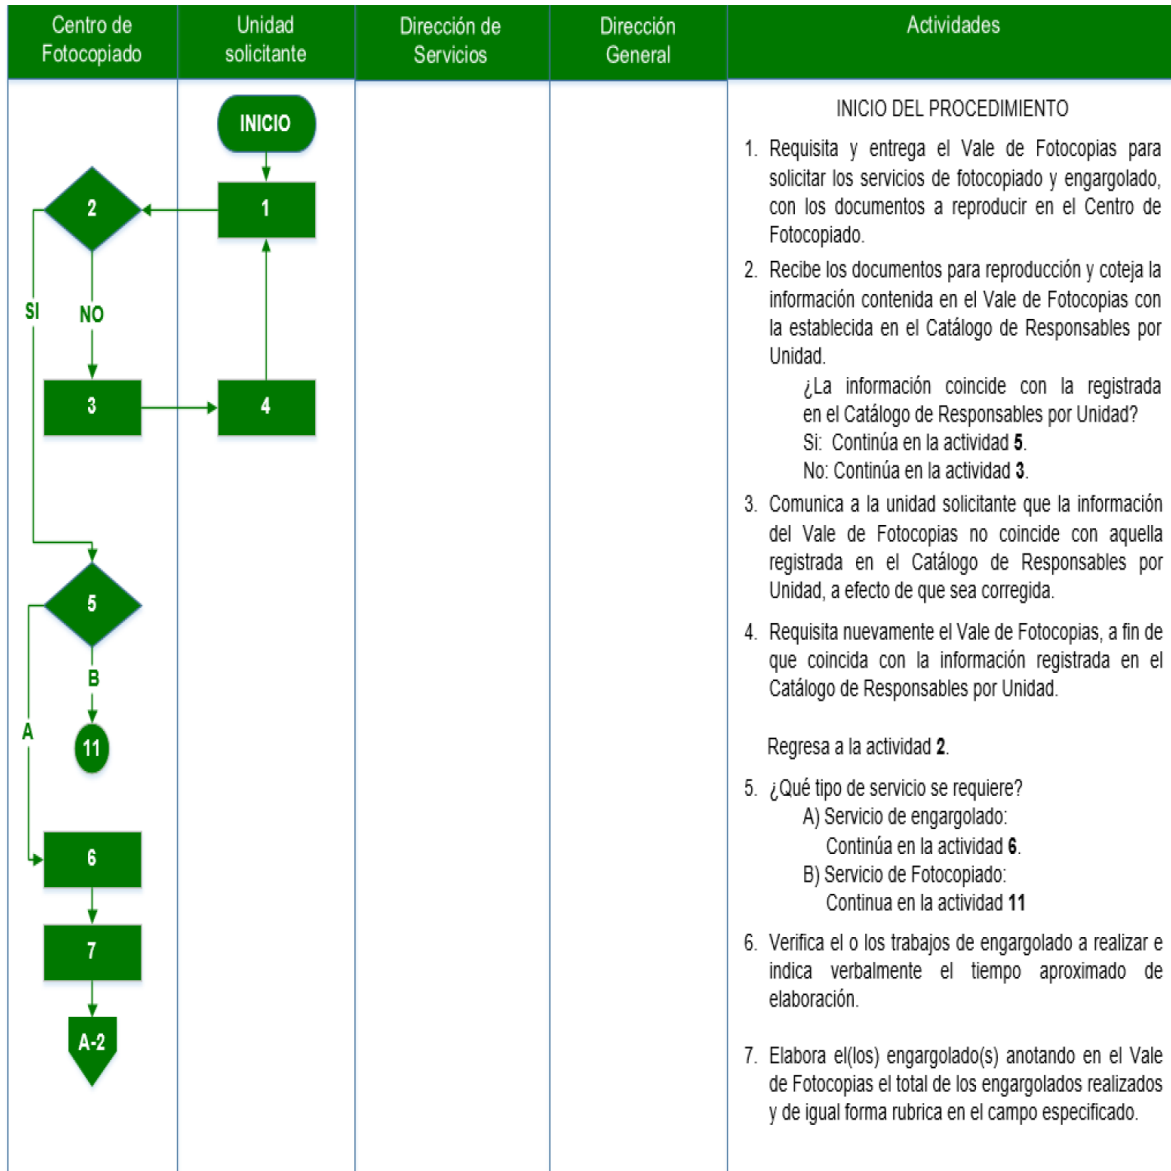 Centro de
Fotocopiado
Unidad
solicitante
Dirección de
Servicios
Dirección
General
Actividades
INICIO
2
1
SI
NO
3
4
5
B
A
11
6
7
A-2
INICIO DEL PROCEDIMIENTO
1. Requisita y entrega el Vale de Fotocopias para
solicitar los servicios de fotocopiado y engargolado,
con los documentos a reproducir en el Centro de
Fotocopiado.
2. Recibe los documentos para reproducción y coteja la
información contenida en el Vale de Fotocopias con
la establecida en el Catálogo de Responsables por
Unidad.
¿La información coincide con la registrada
en el Catálogo de Responsables por Unidad?
Si: Continúa en la actividad 5.
No: Continúa en la actividad 3.
3. Comunica a la unidad solicitante que la información
del Vale de Fotocopias no coincide con aquella
registrada en el Catálogo de Responsables por
Unidad, a efecto de que sea corregida.
4. Requisita nuevamente el Vale de Fotocopias, a fin de
que coincida con la información registrada en el
Catálogo de Responsables por Unidad.
Regresa a la actividad 2.
5. ¿Qué tipo de servicio se requiere?
A) Servicio de engargolado:
Continúa en la actividad 6.
B) Servicio de Fotocopiado:
Continua en la actividad 11
6. Verifica el o los trabajos de engargolado a realizar e
indica verbalmente el tiempo aproximado de
elaboración.
7. Elabora el(los) engargolado(s) anotando en el Vale
de Fotocopias el total de los engargolados realizados
y de igual forma rubrica en el campo especificado.